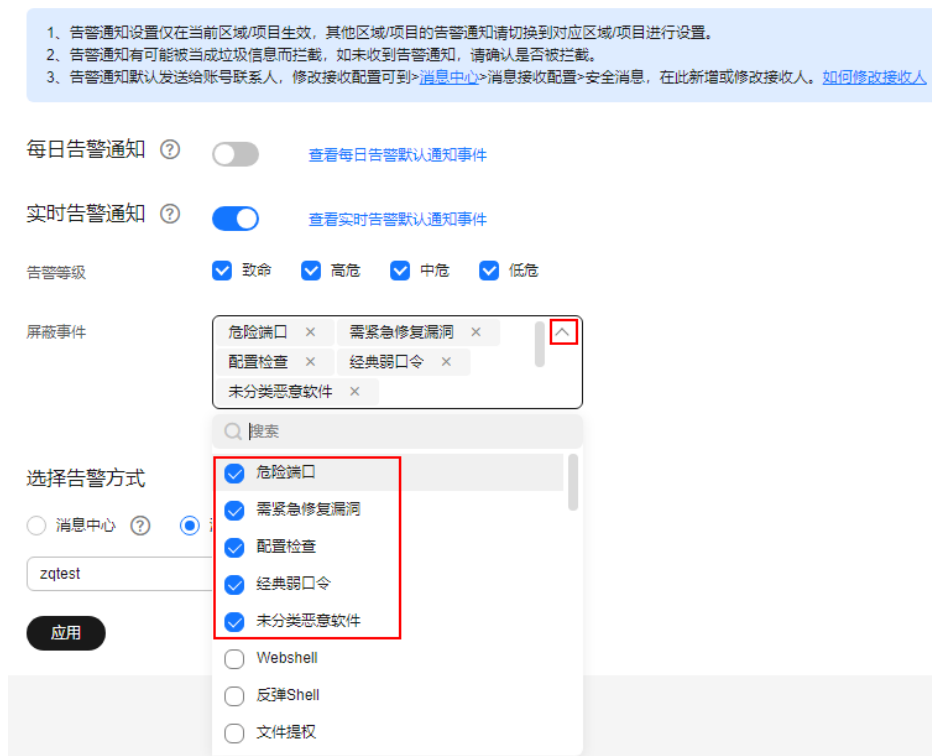 1、告警通知设置仅在当前区域/项目生效，其他区域/项目的告警通知请切换到对应区域/项目进行设置。
2、告警通知有可能被当成垃圾信息而拦截，如未收到告警通知，请确认是否被拦截。
3、告警通知默认发送给账号联系人，修改接收配置可到>消息中心>消息接收配置>安全消息，在此新增或修改接收人。如何修改接收人
每日告警通知 ? 查看每日告警默认通知事件
实时告警通知 ? 查看实时告警默认通知事件
告警等级 致命 高危 中危 低危
屏蔽事件 危险端口 × 需紧急修复漏洞 ×
配置检查 × 经典弱口令 ×
未分类恶意软件 ×
搜索
危险端口
选择告警方式
需紧急修复漏洞
消息中心 ?
配置检查
zqtest
经典弱口令
未分类恶意软件
应用
Webshell
反弹Shell
文件提权